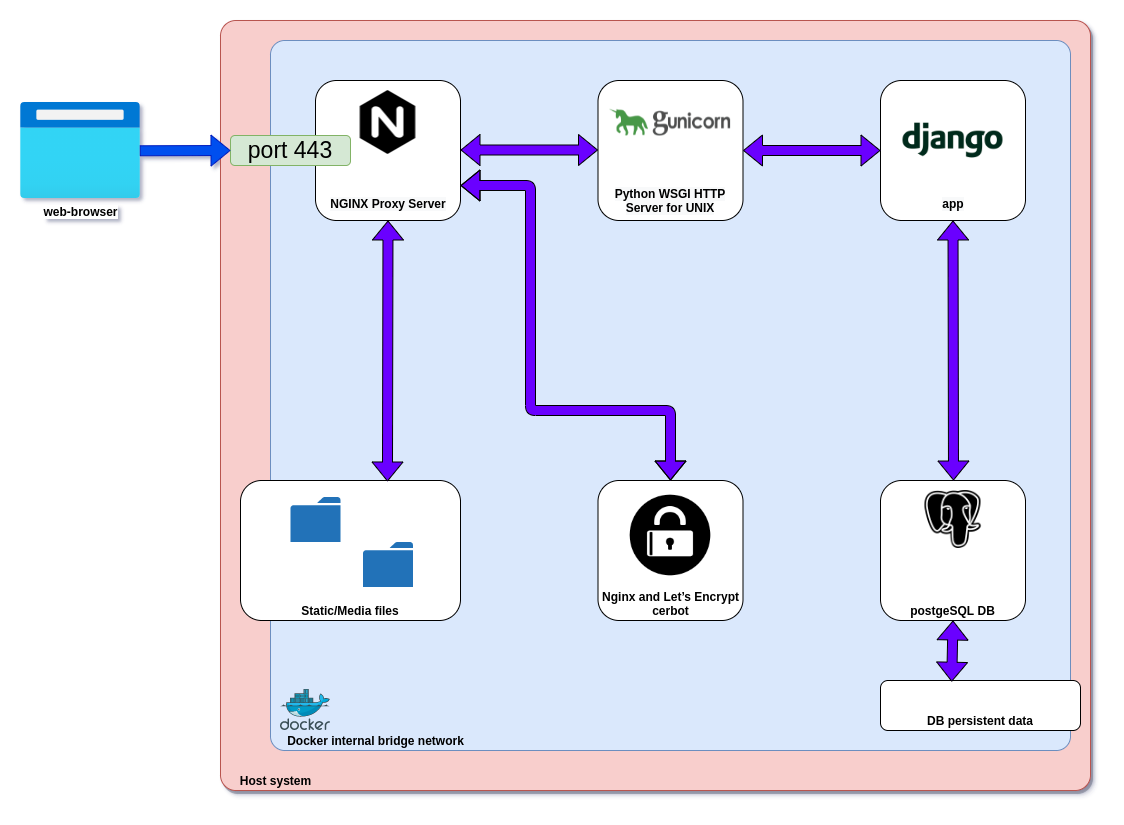 port 443
web-browser
N
NGINX Proxy Server
gunicorn
Python WSGI HTTP
Server for UNIX
django
app
Static/Media files
Nginx and Let's Encrypt
cerbot
postgeSQL DB
DB persistent data
docker
Docker internal bridge network
Host system